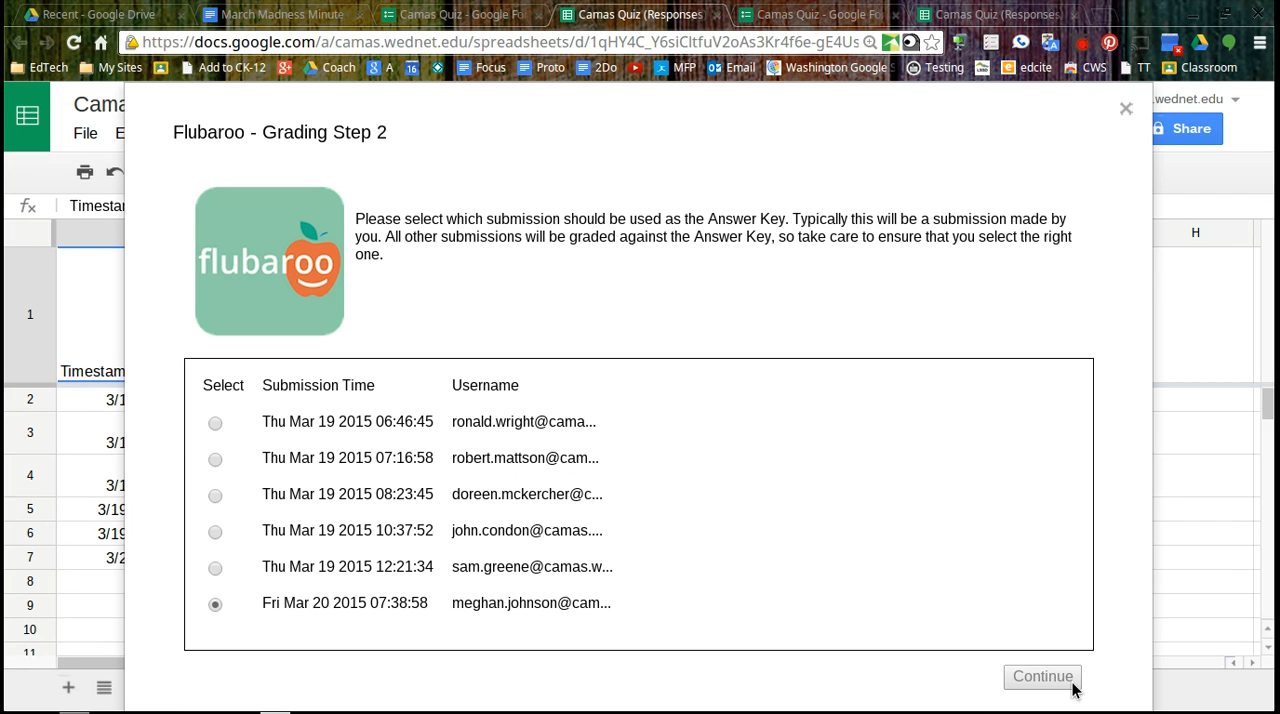 Recent - Google Drive March Madness Minute Camas Quiz - Google Fo Camas Quiz (Responses Camas Quiz - Google Fo Camas Quiz (Responses
https://docs.google.com/a/camas.wednet.edu/spreadsheets/d/1qHY4C_Y6siCltfuV2oAs3Kr4f6e-gE4Us
EdTech My Sites Add to CK-12 Coach A 16 Focus Proto 2Do MFP Email Washington Google Testing edcite CWS TT Classroom
Cama
.wednet.edu
File E
Share
Flubaroo - Grading Step 2
fx Timestam
flubaroo
Please select which submission should be used as the Answer Key. Typically this will be a submission made by
you. All other submissions will be graded against the Answer Key, so take care to ensure that you select the right
one.
H
1
Timestam
Select Submission Time Username
2 3/1
Thu Mar 19 2015 06:46:45 ronald.wright@cama...
3 3/1
Thu Mar 19 2015 07:16:58 robert.mattson@cam...
4 3/1
Thu Mar 19 2015 08:23:45 doreen.mckercher@c...
5 3/19
Thu Mar 19 2015 10:37:52 john.condon@camas....
6 3/19
7 3/2
Thu Mar 19 2015 12:21:34 sam.greene@camas.w...
8
Fri Mar 20 2015 07:38:58 meghan.johnson@cam...
9
10
11
Continue